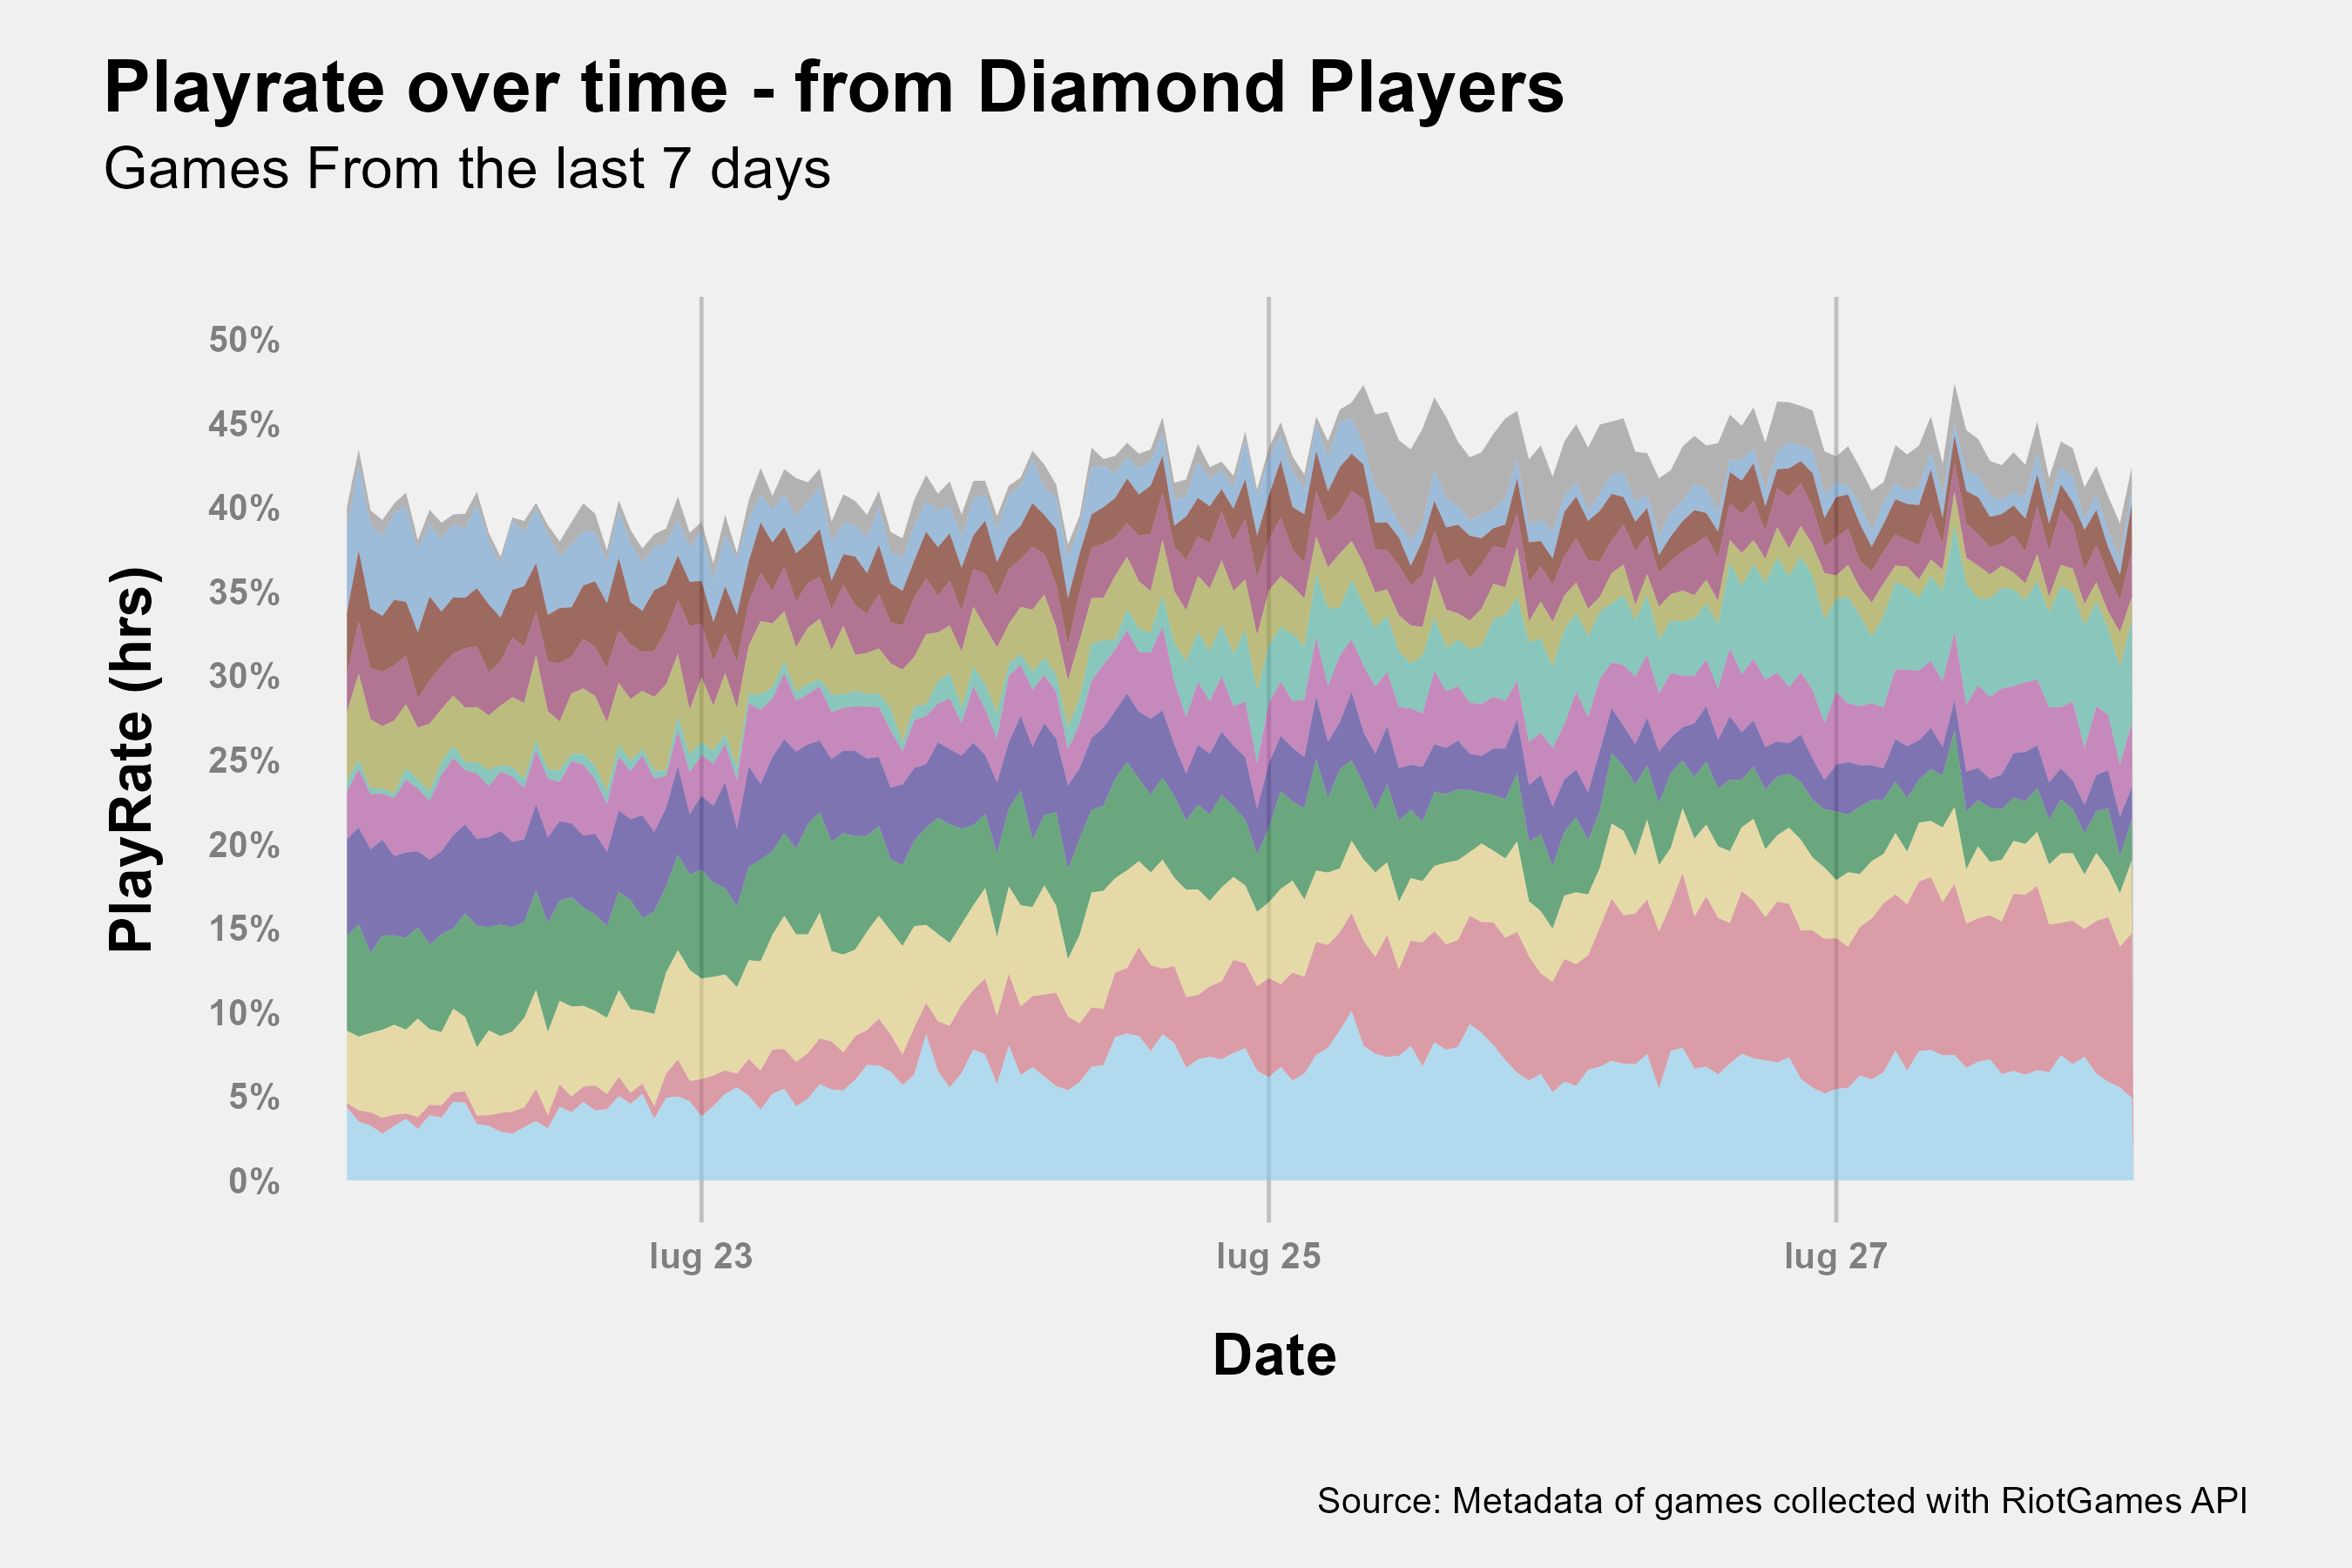 Playrate over time - from Diamond Players
Games From the last 7 days
50%
45%
40%
35%
30%
25%
20%
15%
10%
5%
0%
PlayRate (hrs)
lug 23
lug 25
lug 27
Date
Source: Metadata of games collected with RiotGames API